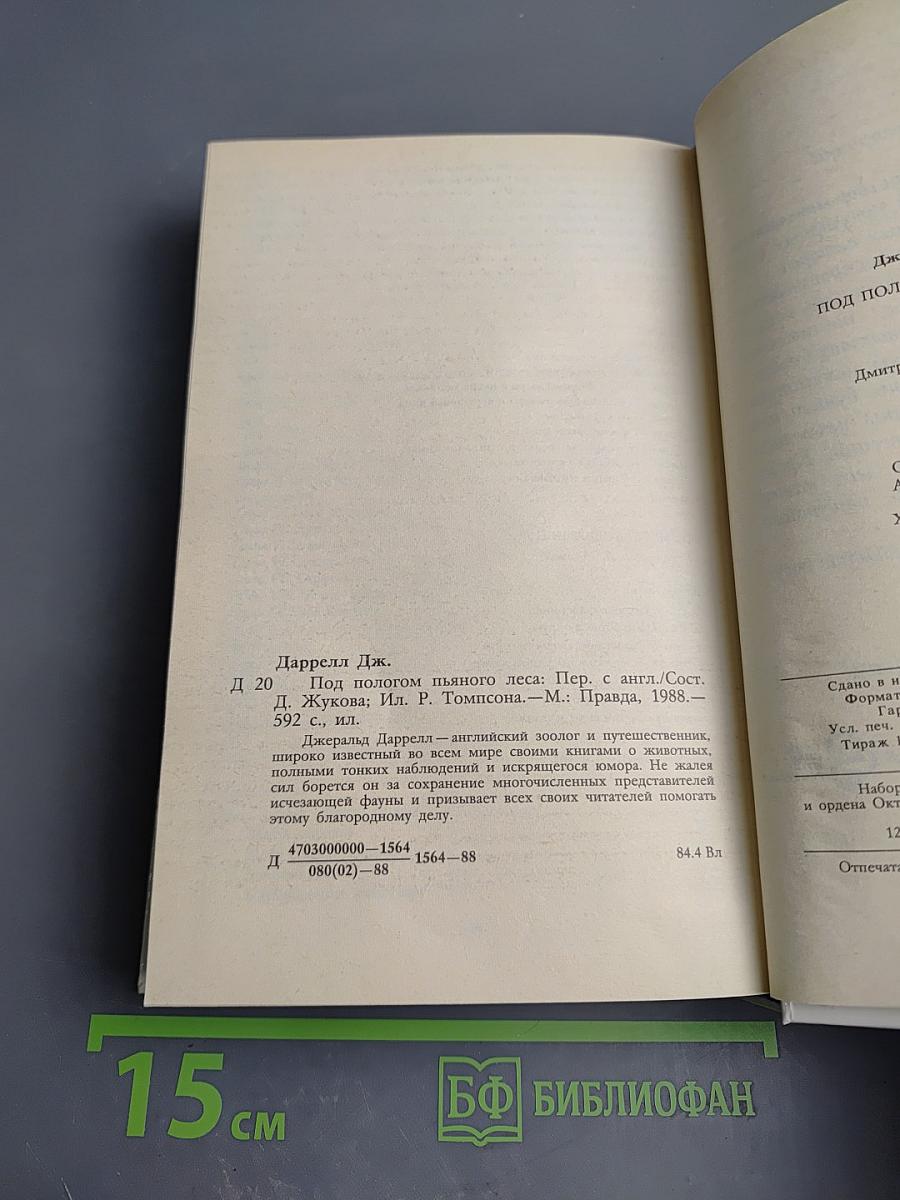 Даррелл Дж.
Д 20 Под пологом пьяного леса: Пер. с англ./Сост.
Д. Жукова; Ил. Р. Томпсона.—М.: Правда, 1988.—
592 с., ил.
Джеральд Даррелл—английский зоолог и путешественник,
широко известный во всем мире своими книгами о животных,
полными тонких наблюдений и искрящегося юмора. Не жалея
сил борется он за сохранение многочисленных представителей
исчезающей фауны и призывает всех своих читателей помогать
этому благородному делу.
Д 4703000000—1564 1564—88
080(02)—88
84.4 Вл
Дж
ПОД ПОЛ
Дмитр
Сдано в н
Формат
Гар
Усл. печ.
Тираж
Набор
и ордена Окт
12
Отпечата
15 см
БФ БИБЛИОФАН